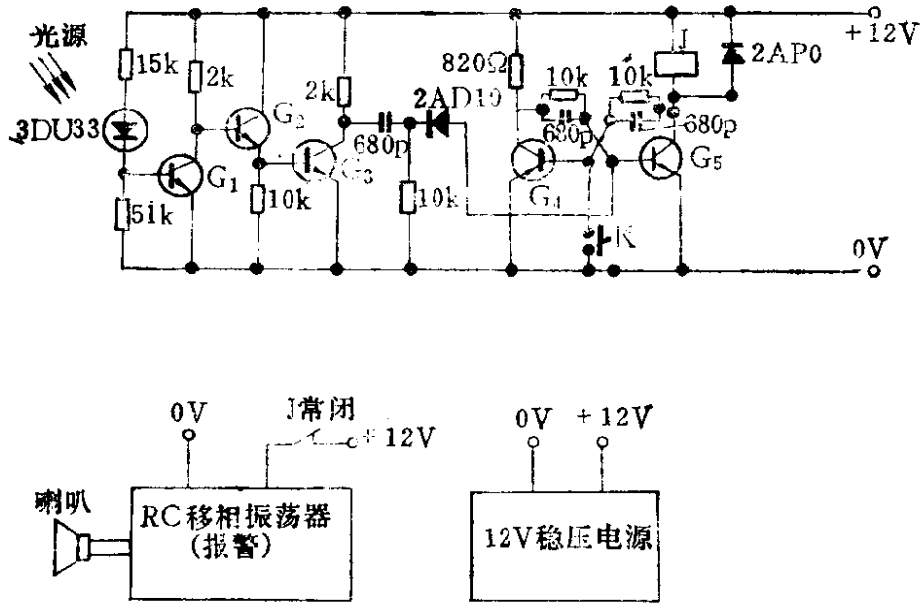 光源
3DU33
15k
51k
2k
G₁
G₂
10k
2k
G₃
680p
2AD10
10k
820Ω
10k
680p
10k
680p
G₄
K
G₅
J
2AP0
+12V
0V
0V
J常闭
+12V
喇叭
RC移相振荡器
(报警)
0V
+12V
12V稳压电源